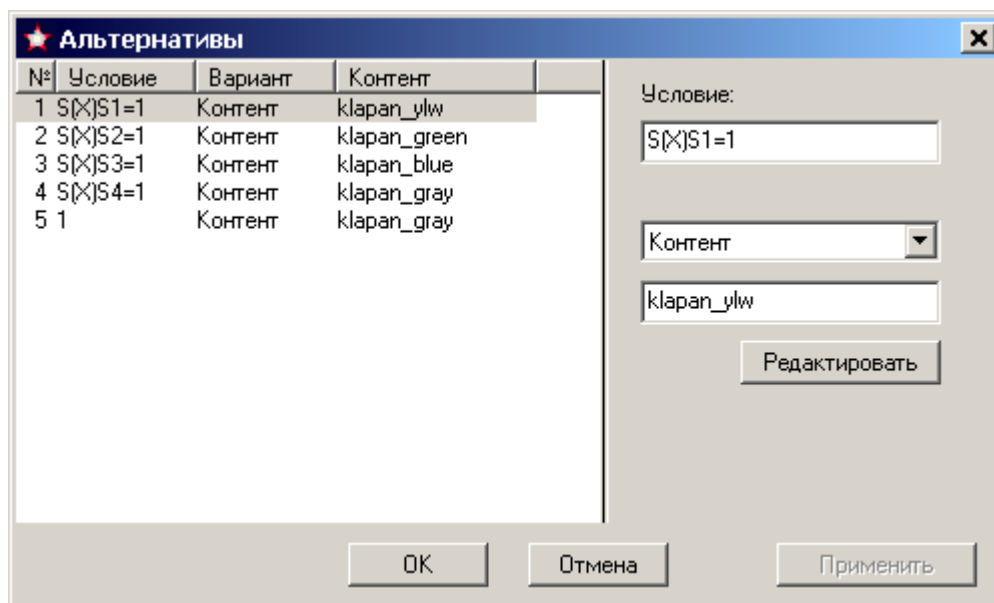 Альтернативы
№ Условие Вариант Контент
1 S(X)S1=1 Контент klapan_ylw
2 S(X)S2=1 Контент klapan_green
3 S(X)S3=1 Контент klapan_blue
4 S(X)S4=1 Контент klapan_gray
5 1 Контент klapan_gray
Условие:
S(X)S1=1
Контент
klapan_ylw
Редактировать
OK Отмена Применить